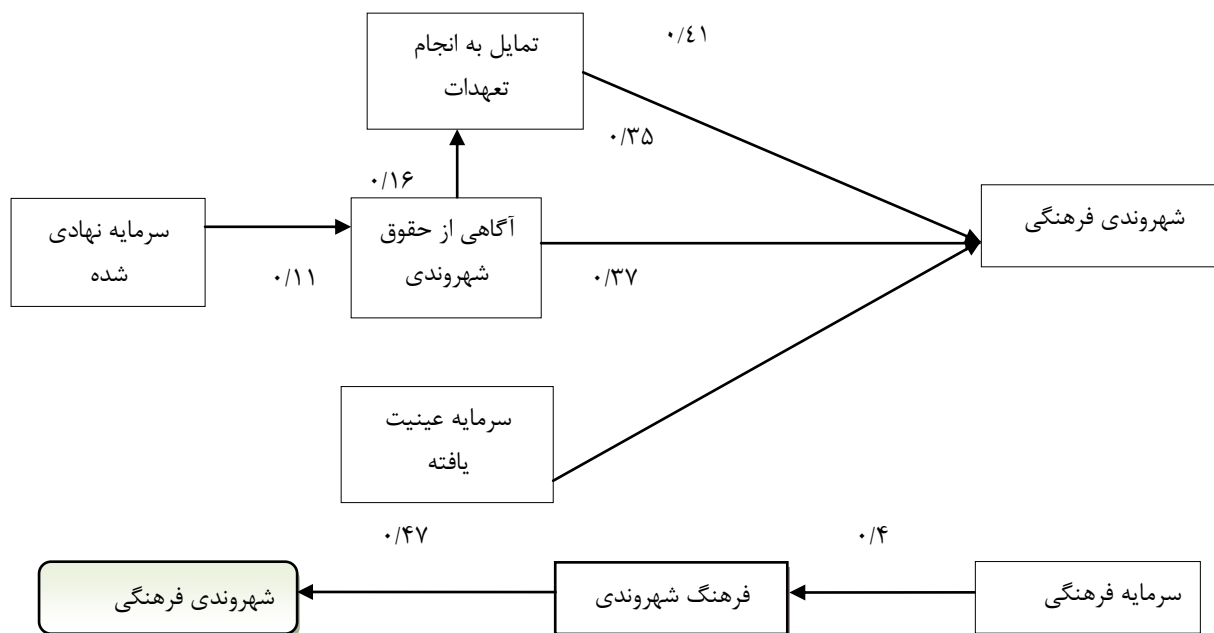 ۰/٤۱
تمایل به انجام
تعهدات
۰/۳۵
۰/۱۶
شهروندی فرهنگی
آگاهی از حقوق
شهروندی
سرمایه نهادی
شده
۰/۳۷
۰/۱۱
سرمایه عینیت
یافته
۰/۴
۰/۴۷
سرمایه فرهنگی
فرهنگ شهروندی
شهروندی فرهنگی